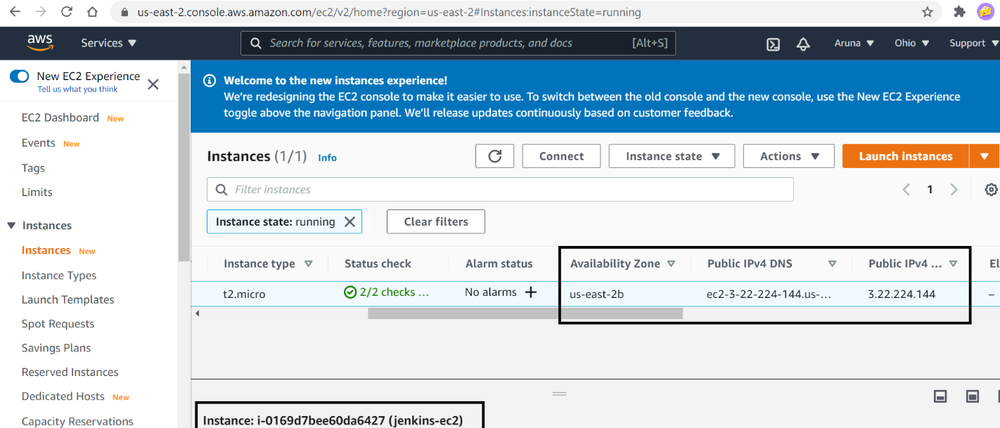 us-east-2.console.aws.amazon.com/ec2/v2/home?region=us-east-2#Instances:instanceState=running
aws
Services
Search for services, features, marketplace products, and docs
[Alt+S]
Aruna
Ohio
Support
New EC2 Experience
Tell us what you think
EC2 Dashboard New
Events New
Tags
Limits
Instances
Instances New
Instance Types
Launch Templates
Spot Requests
Savings Plans
Reserved Instances
Dedicated Hosts New
Capacity Reservations
Welcome to the new instances experience!
We're redesigning the EC2 console to make it easier to use. To switch between the old console and the new console, use the New EC2 Experience
toggle above the navigation panel. We'll release updates continuously based on customer feedback.
Instances (1/1) Info
Connect
Instance state
Actions
Launch instances
Filter instances
1
Instance state: running
Clear filters
Instance type Status check Alarm status Availability Zone Public IPv4 DNS Public IPv4 ... El
t2.micro 2/2 checks ... No alarms + us-east-2b ec2-3-22-224-144.us-... 3.22.224.144 –
Instance: i-0169d7bee60da6427 (jenkins-ec2)